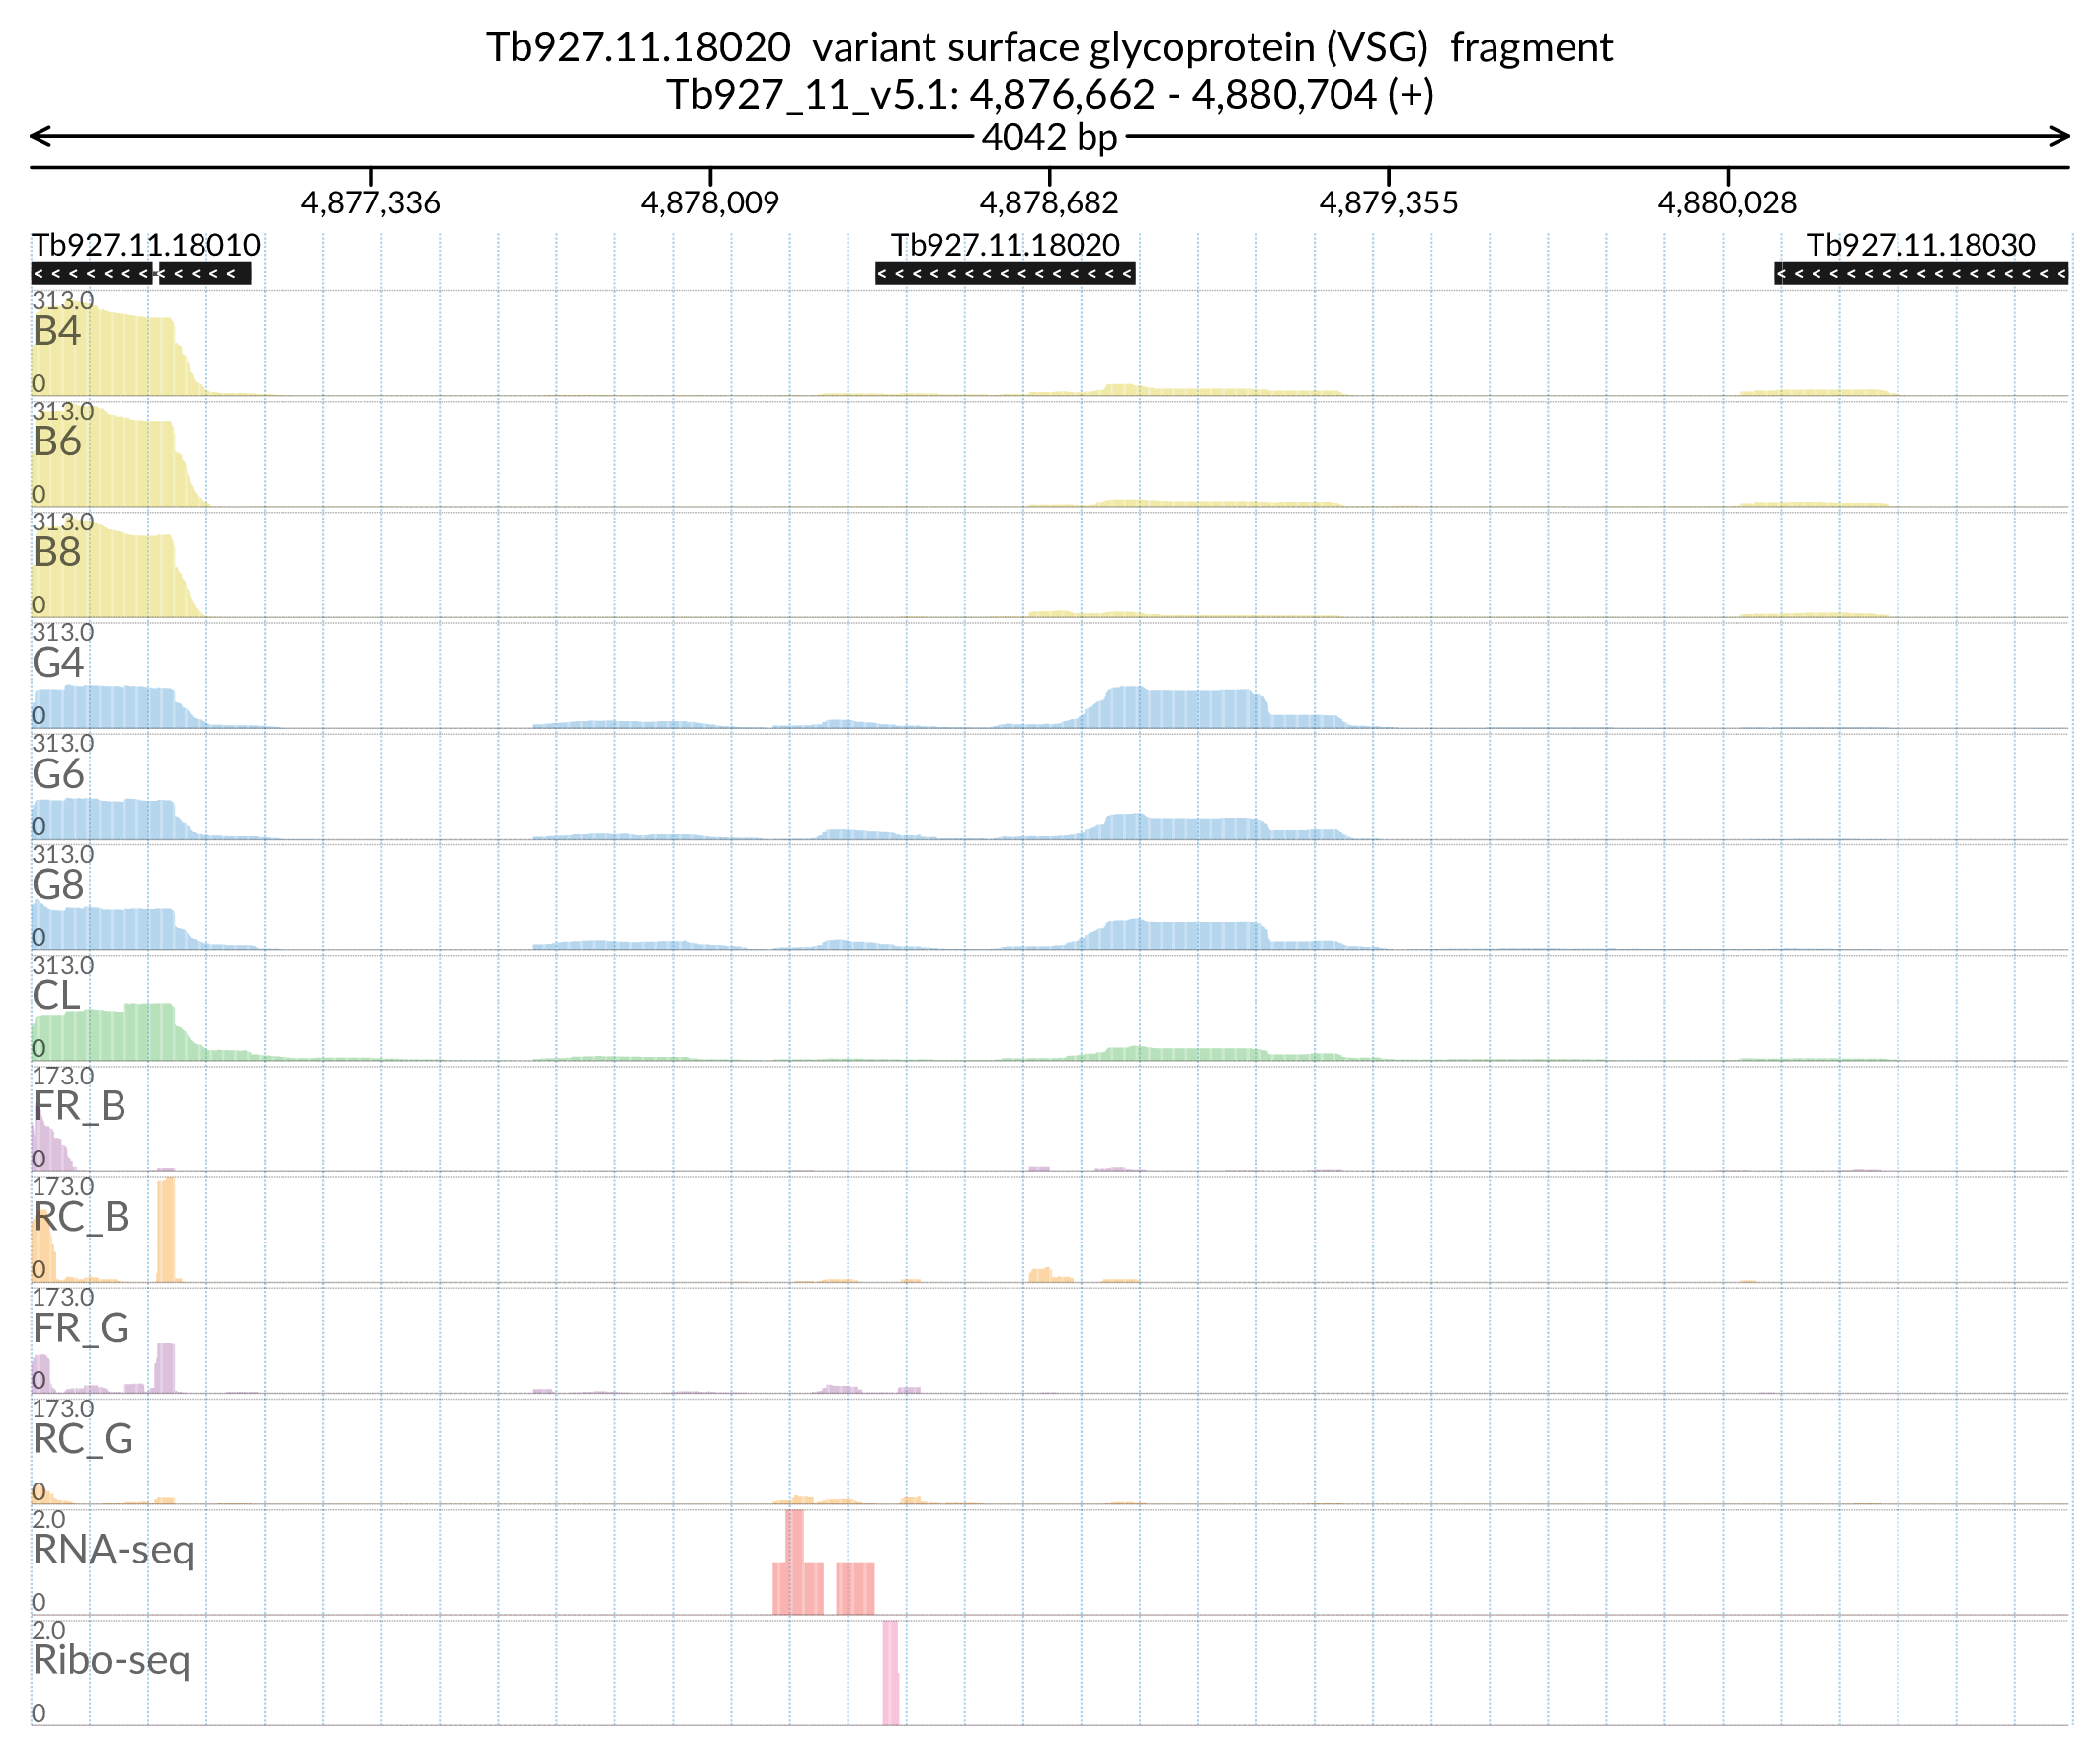 Tb927.11.18020 variant surface glycoprotein (VSG) fragment
Tb927_11_v5.1: 4,876,662 - 4,880,704 (+)
4042 bp
4,877,336 4,878,009 4,878,682 4,879,355 4,880,028
Tb927.11.18010 Tb927.11.18020 Tb927.11.18030
313.0
B4
0
313.0
B6
0
313.0
B8
0
313.0
G4
0
313.0
G6
0
313.0
G8
0
313.0
CL
0
173.0
FR_B
0
173.0
RC_B
0
173.0
FR_G
0
173.0
RC_G
0
2.0
RNA-seq
0
2.0
Ribo-seq
0